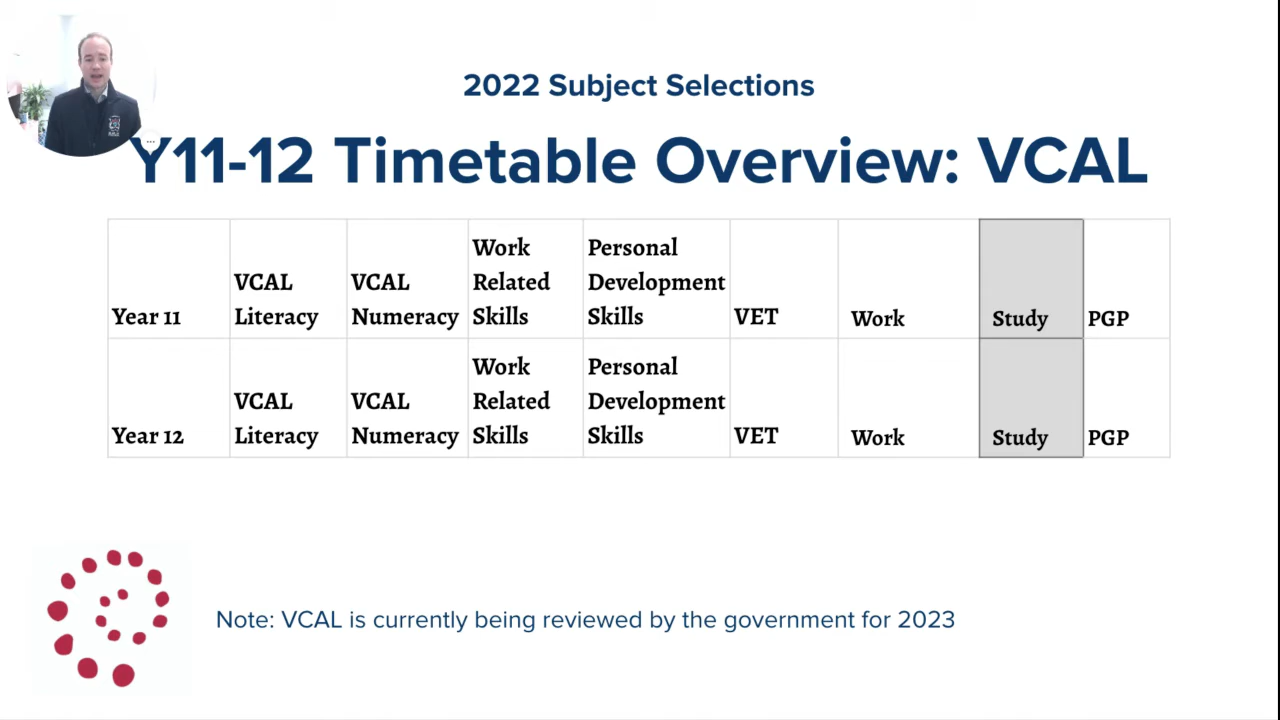 2022 Subject Selections
Y11-12 Timetable Overview: VCAL
Year 11
VCAL
Literacy
VCAL
Numeracy
Work
Related
Skills
Personal
Development
Skills
VET
Work
Study
PGP
Year 12
VCAL
Literacy
VCAL
Numeracy
Work
Related
Skills
Personal
Development
Skills
VET
Work
Study
PGP
Note: VCAL is currently being reviewed by the government for 2023